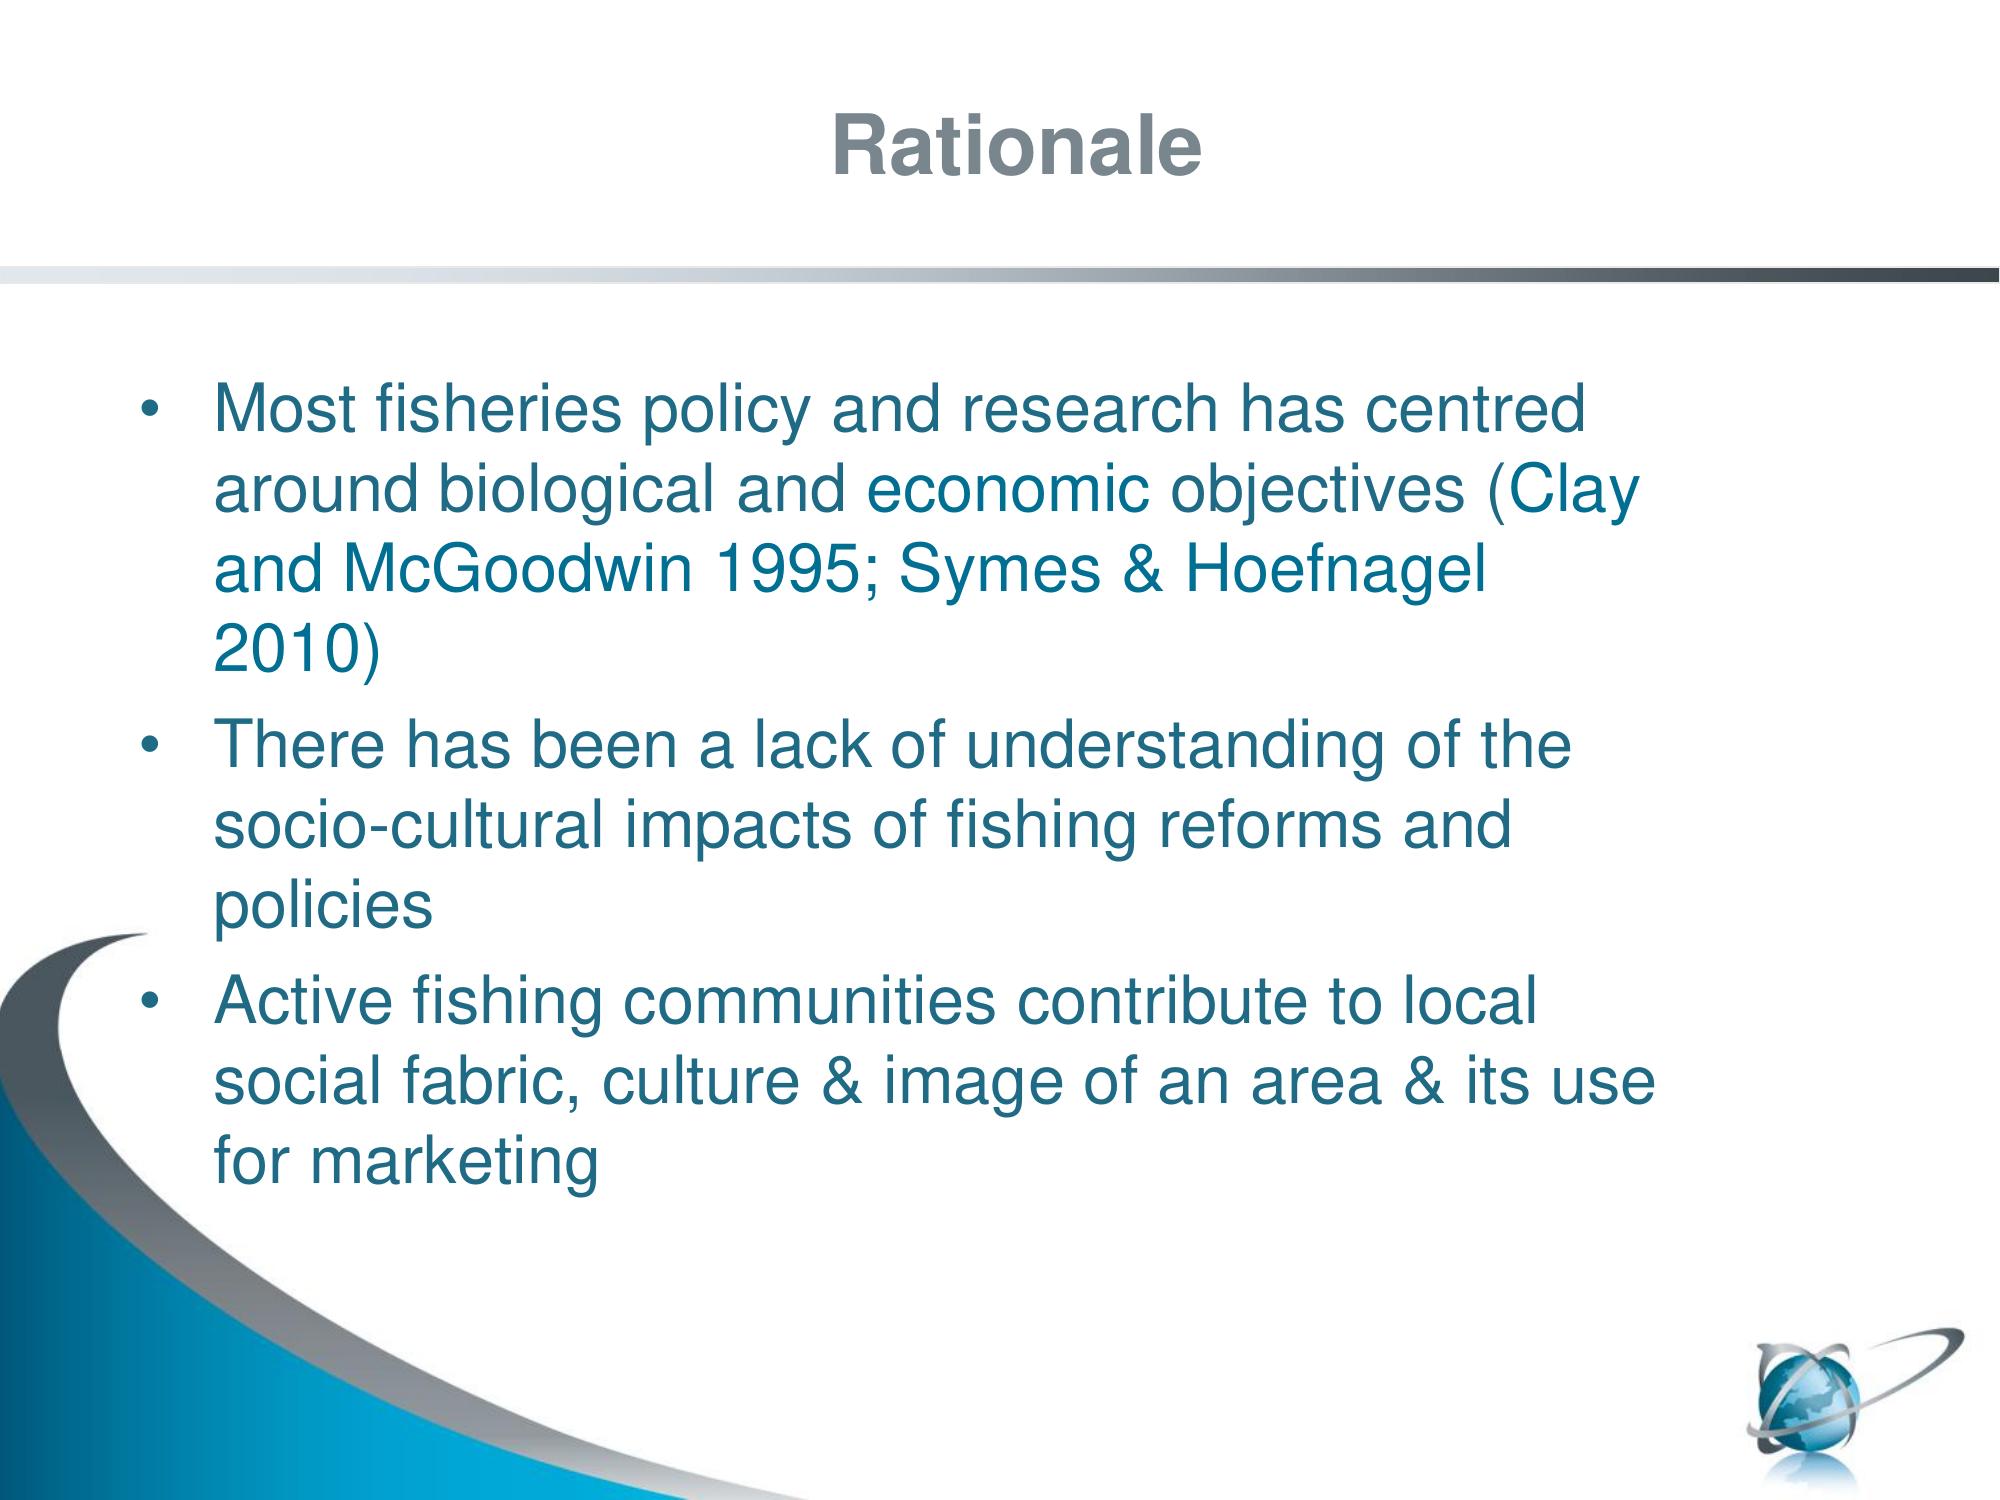 Rationale
• Most fisheries policy and research has centred
around biological and economic objectives (Clay
and McGoodwin 1995; Symes & Hoefnagel
2010)
• There has been a lack of understanding of the
socio-cultural impacts of fishing reforms and
policies
• Active fishing communities contribute to local
social fabric, culture & image of an area & its use
for marketing